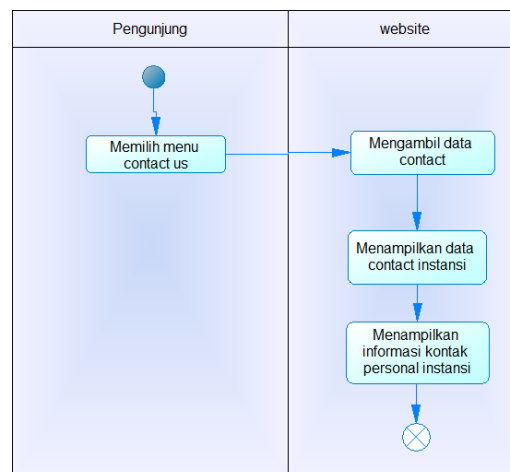 Pengunjung
website
Memilih menu
contact us
Mengambil data
contact
Menampilkan data
contact instansi
Menampilkan
informasi kontak
personal instansi